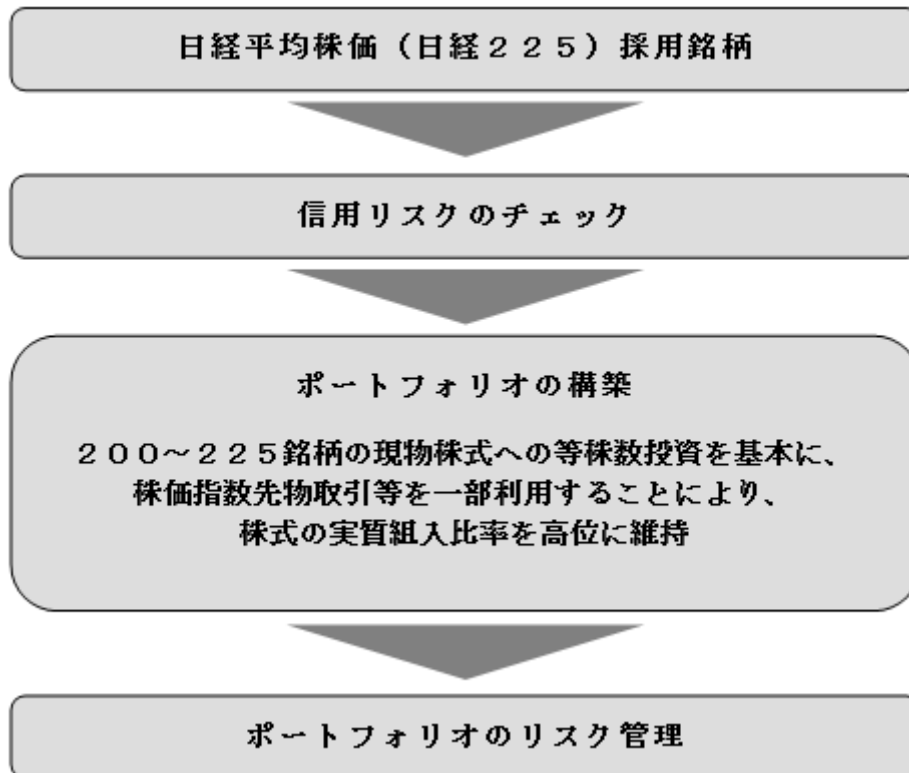 日経平均株価（日経２２５）採用銘柄
信用リスクのチェック
ポートフォリオの構築
２００～２２５銘柄の現物株式への等株数投資を基本に、
株価指数先物取引等を一部利用することにより、
株式の実質組入比率を高位に維持
ポートフォリオのリスク管理